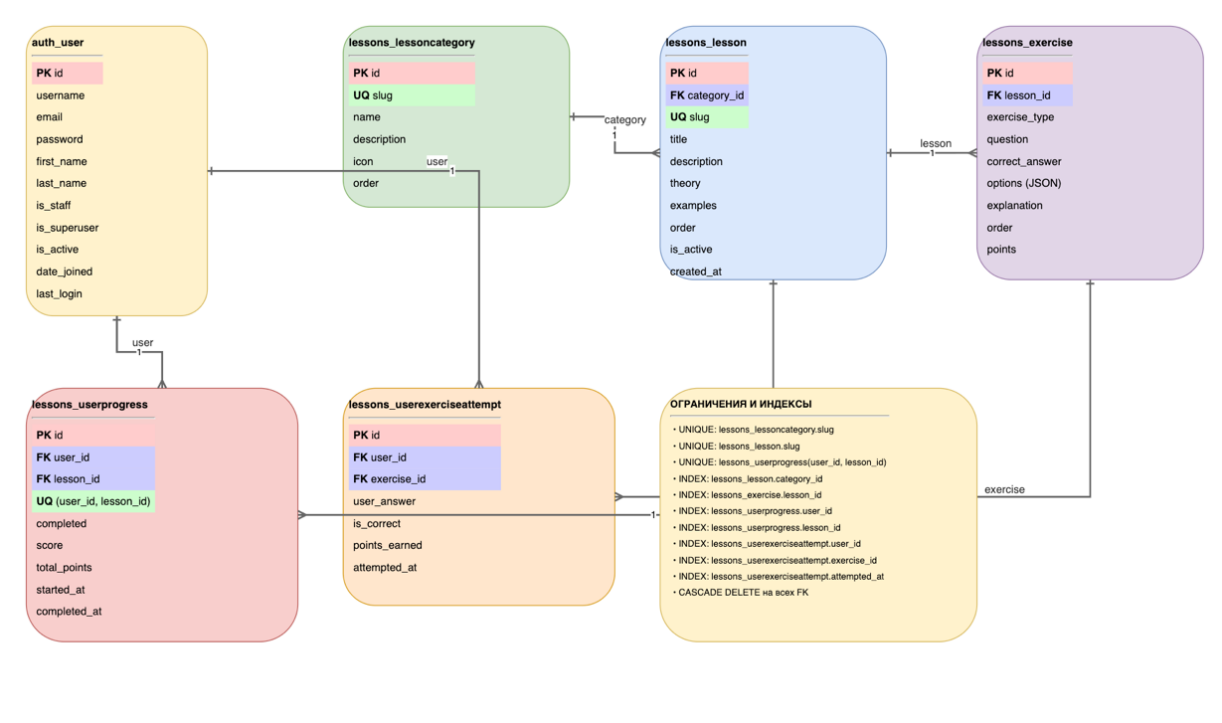 auth_user
PK id
username
email
password
first_name
last_name
is_staff
is_superuser
is_active
date_joined
last_login
lessons_lessoncategory
PK id
UQ slug
name
description
icon
order
lessons_lesson
PK id
FK category_id
UQ slug
title
description
theory
examples
order
is_active
created_at
lessons_exercise
PK id
FK lesson_id
exercise_type
question
correct_answer
options (JSON)
explanation
order
points
category
1
lesson
1
user
1
user
1
lessons_userprogress
PK id
FK user_id
FK lesson_id
UQ (user_id, lesson_id)
completed
score
total_points
started_at
completed_at
lessons_userexerciseattempt
PK id
FK user_id
FK exercise_id
user_answer
is_correct
points_earned
attempted_at
1
ОГРАНИЧЕНИЯ И ИНДЕКСЫ
• UNIQUE: lessons_lessoncategory.slug
• UNIQUE: lessons_lesson.slug
• UNIQUE: lessons_userprogress(user_id, lesson_id)
• INDEX: lessons_lesson.category_id
• INDEX: lessons_exercise.lesson_id
• INDEX: lessons_userprogress.user_id
• INDEX: lessons_userprogress.lesson_id
• INDEX: lessons_userexerciseattempt.user_id
• INDEX: lessons_userexerciseattempt.exercise_id
• INDEX: lessons_userexerciseattempt.attempted_at
• CASCADE DELETE на всех FK
exercise